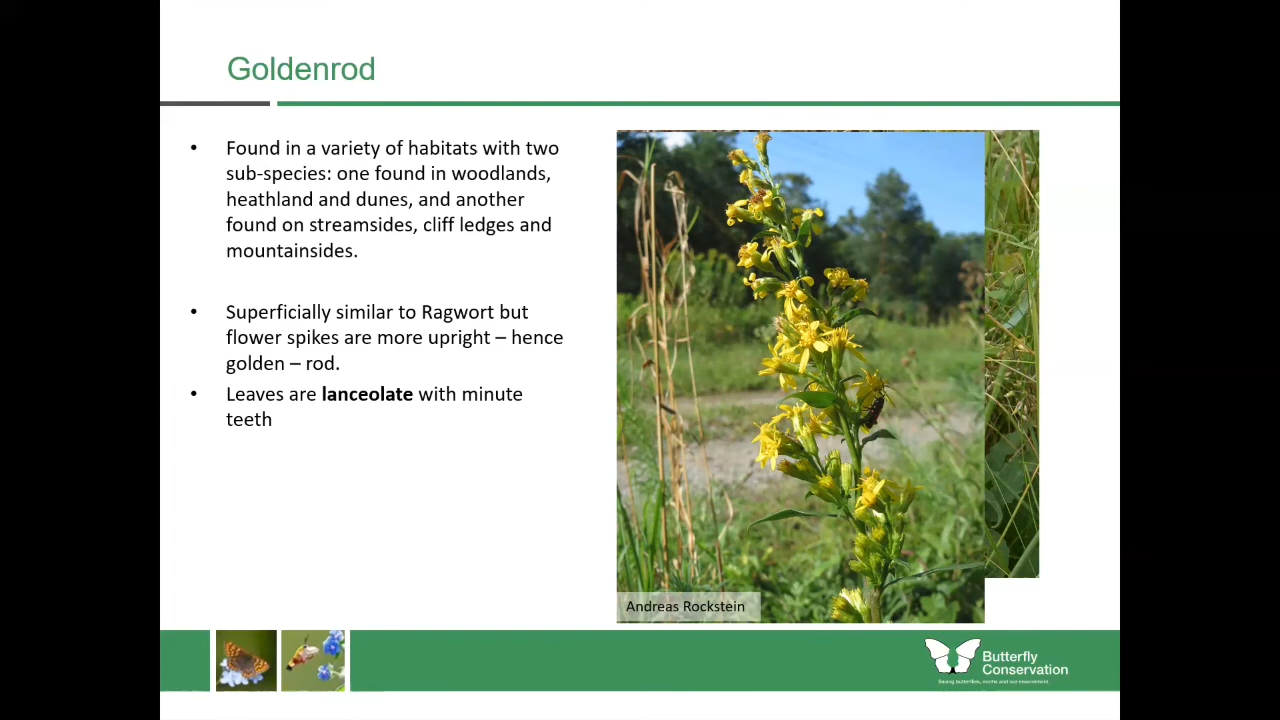 Goldenrod
• Found in a variety of habitats with two
sub-species: one found in woodlands,
heathland and dunes, and another
found on streamsides, cliff ledges and
mountainsides.
• Superficially similar to Ragwort but
flower spikes are more upright – hence
golden – rod.
• Leaves are lanceolate with minute
teeth
Andreas Rockstein
Butterfly
Conservation
Saving butterflies, moths and our environment